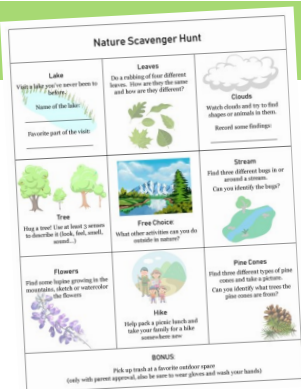 Nature Scavenger Hunt
Lake
Visit a lake you've never been to
before.
Name of the lake:
Favorite part of the visit:
Leaves
Do a rubbing of four different
leaves. How are they the same
and how are they different?
Clouds
Watch clouds and try to find
shapes or animals in them.
Record some findings:
Tree
Hug a tree! Use at least 3 senses
to describe it (look, feel, smell,
sound...)
Free Choice:
What other activities can you do
outside in nature?
Stream
Find three different bugs in or
around a stream.
Can you identify the bugs?
Flowers
Find some lupine growing in the
mountains, sketch or watercolor
the flowers
Hike
Help pack a picnic lunch and
take your family for a hike
somewhere new
Pine Cones
Find three different types of pine
cones and take a picture.
Can you identify what trees the
pine cones are from?
BONUS:
Pick up trash at a favorite outdoor space
(only with parent approval, also be sure to wear gloves and wash your hands)